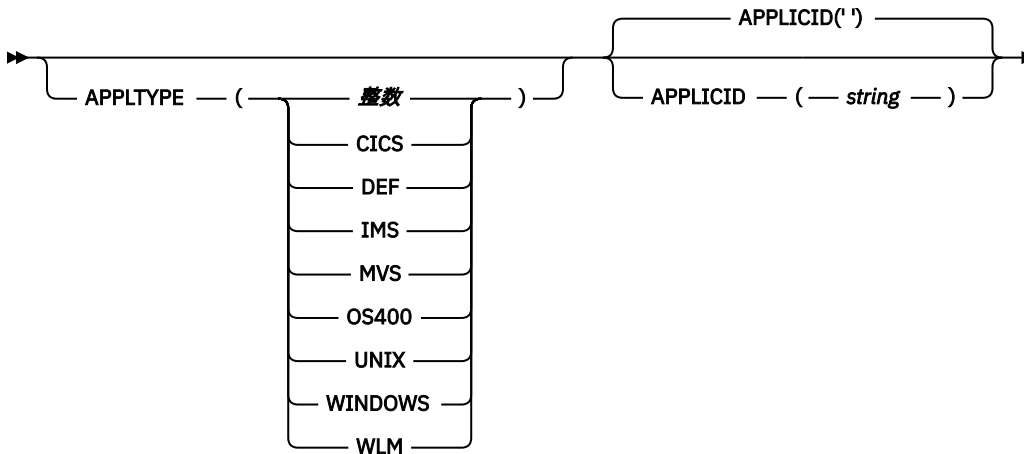 APPLICID(' ')
APPLTYPE ( 整数 ) APPLICID ( string )
CICS
DEF
IMS
MVS
OS400
UNIX
WINDOWS
WLM